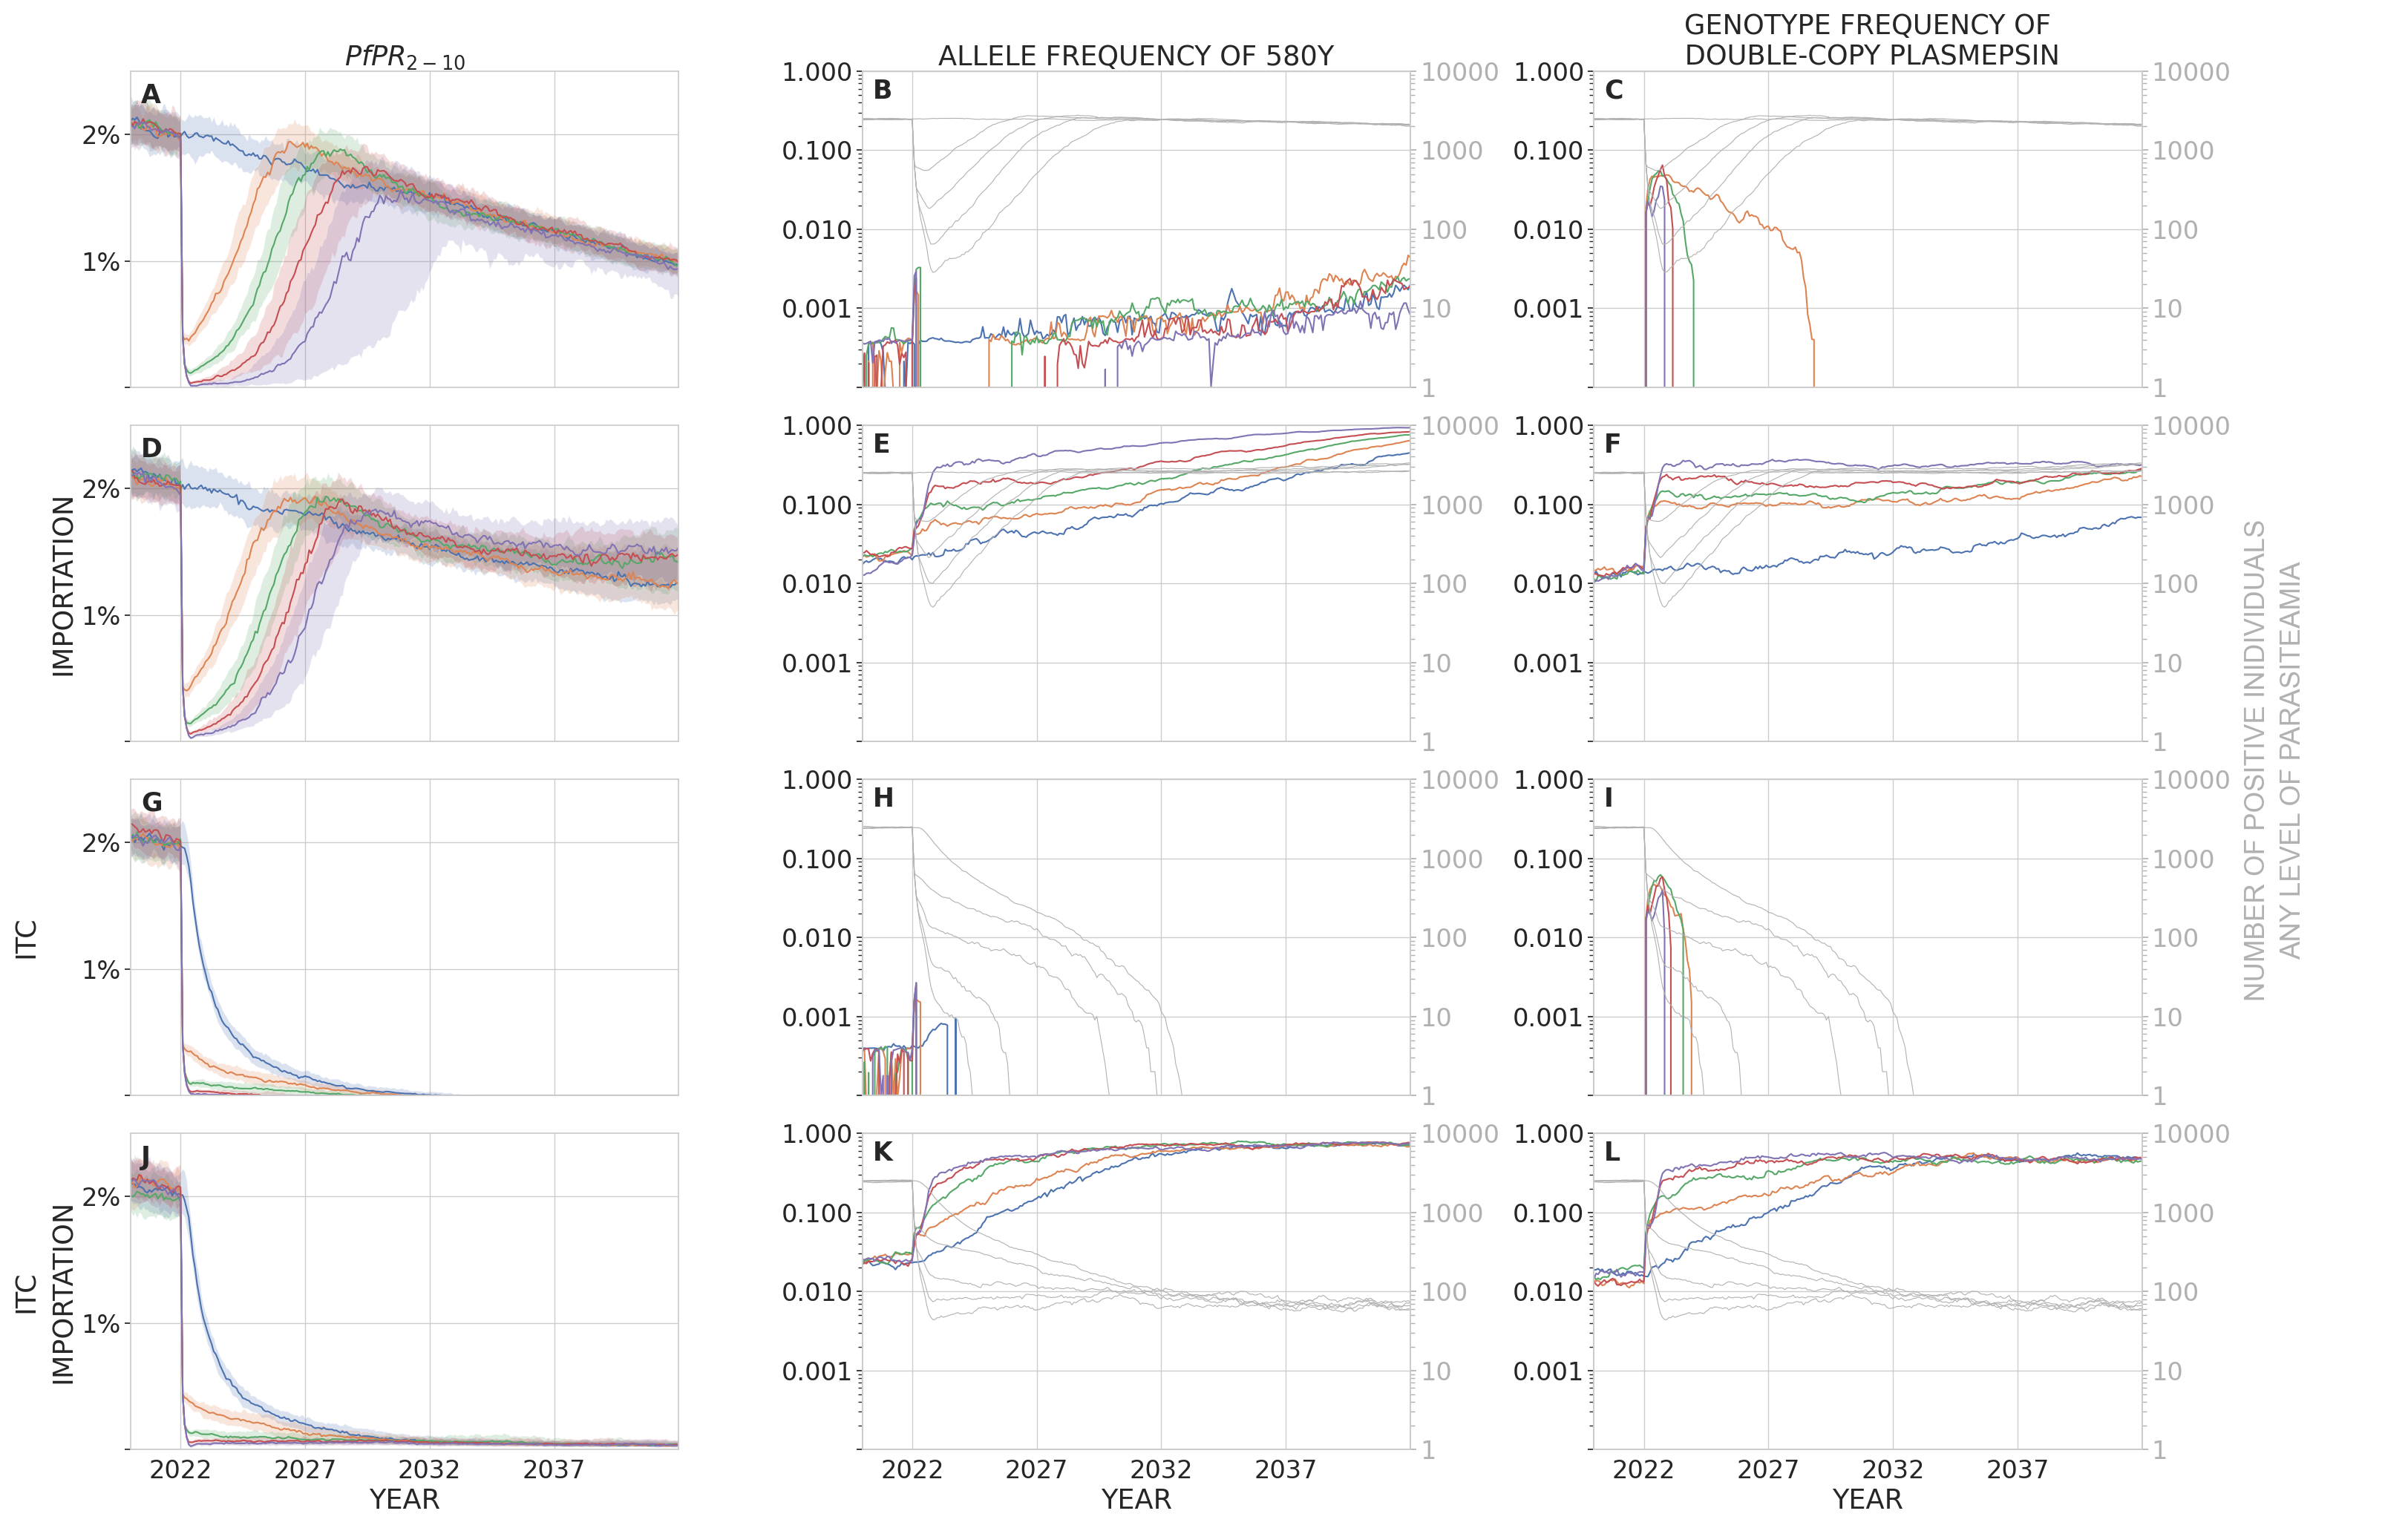 PfPR2 – 10
ALLELE FREQUENCY OF 580Y
GENOTYPE FREQUENCY OF
DOUBLE-COPY PLASMEPSIN
A
2%
1%
B
1.000
0.100
0.010
0.001
10000
1000
100
10
1
C
1.000
0.100
0.010
0.001
10000
1000
100
10
1
IMPORTATION
D
2%
1%
E
1.000
0.100
0.010
0.001
10000
1000
100
10
1
F
1.000
0.100
0.010
0.001
10000
1000
100
10
1
NUMBER OF POSITIVE INIDIVIDUALS
ANY LEVEL OF PARASITEAMIA
ITC
G
2%
1%
H
1.000
0.100
0.010
0.001
10000
1000
100
10
1
I
1.000
0.100
0.010
0.001
10000
1000
100
10
1
ITC
IMPORTATION
J
2%
1%
K
1.000
0.100
0.010
0.001
10000
1000
100
10
1
L
1.000
0.100
0.010
0.001
10000
1000
100
10
1
2022 2027 2032 2037
YEAR
2022 2027 2032 2037
YEAR
2022 2027 2032 2037
YEAR